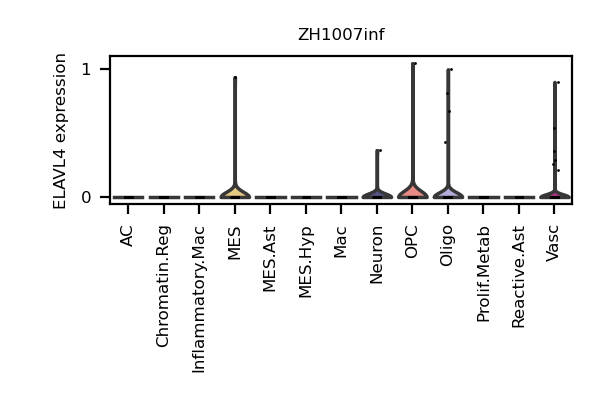 ZH1007inf
ELAVL4 expression
1
0
AC
Chromatin.Reg
Inflammatory.Mac
MES
MES.Ast
MES.Hyp
Mac
Neuron
OPC
Oligo
Prolif.Metab
Reactive.Ast
Vasc